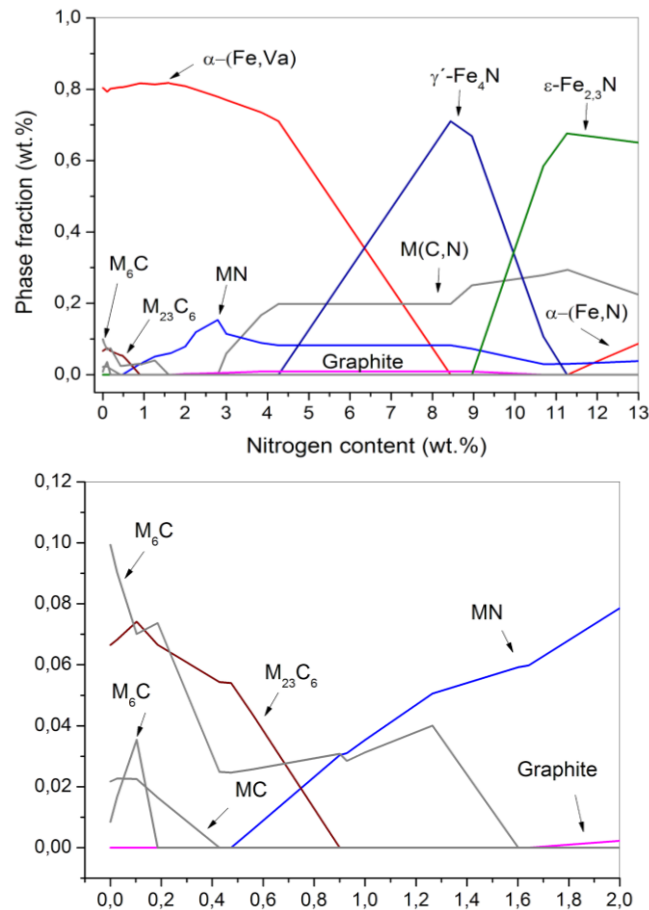 1,0
0,8
0,6
0,4
0,2
0,0
Phase fraction (wt.%)
α–(Fe,Va)
γ´-Fe₄N
ε-Fe₂,₃N
M₆C
M₂₃C₆
MN
M(C,N)
α–(Fe,N)
Graphite
0 1 2 3 4 5 6 7 8 9 10 11 12 13
Nitrogen content (wt.%)
0,12
0,10
0,08
0,06
0,04
0,02
0,00
M₆C
MN
M₂₃C₆
M₆C
MC
Graphite
0,0 0,2 0,4 0,6 0,8 1,0 1,2 1,4 1,6 1,8 2,0